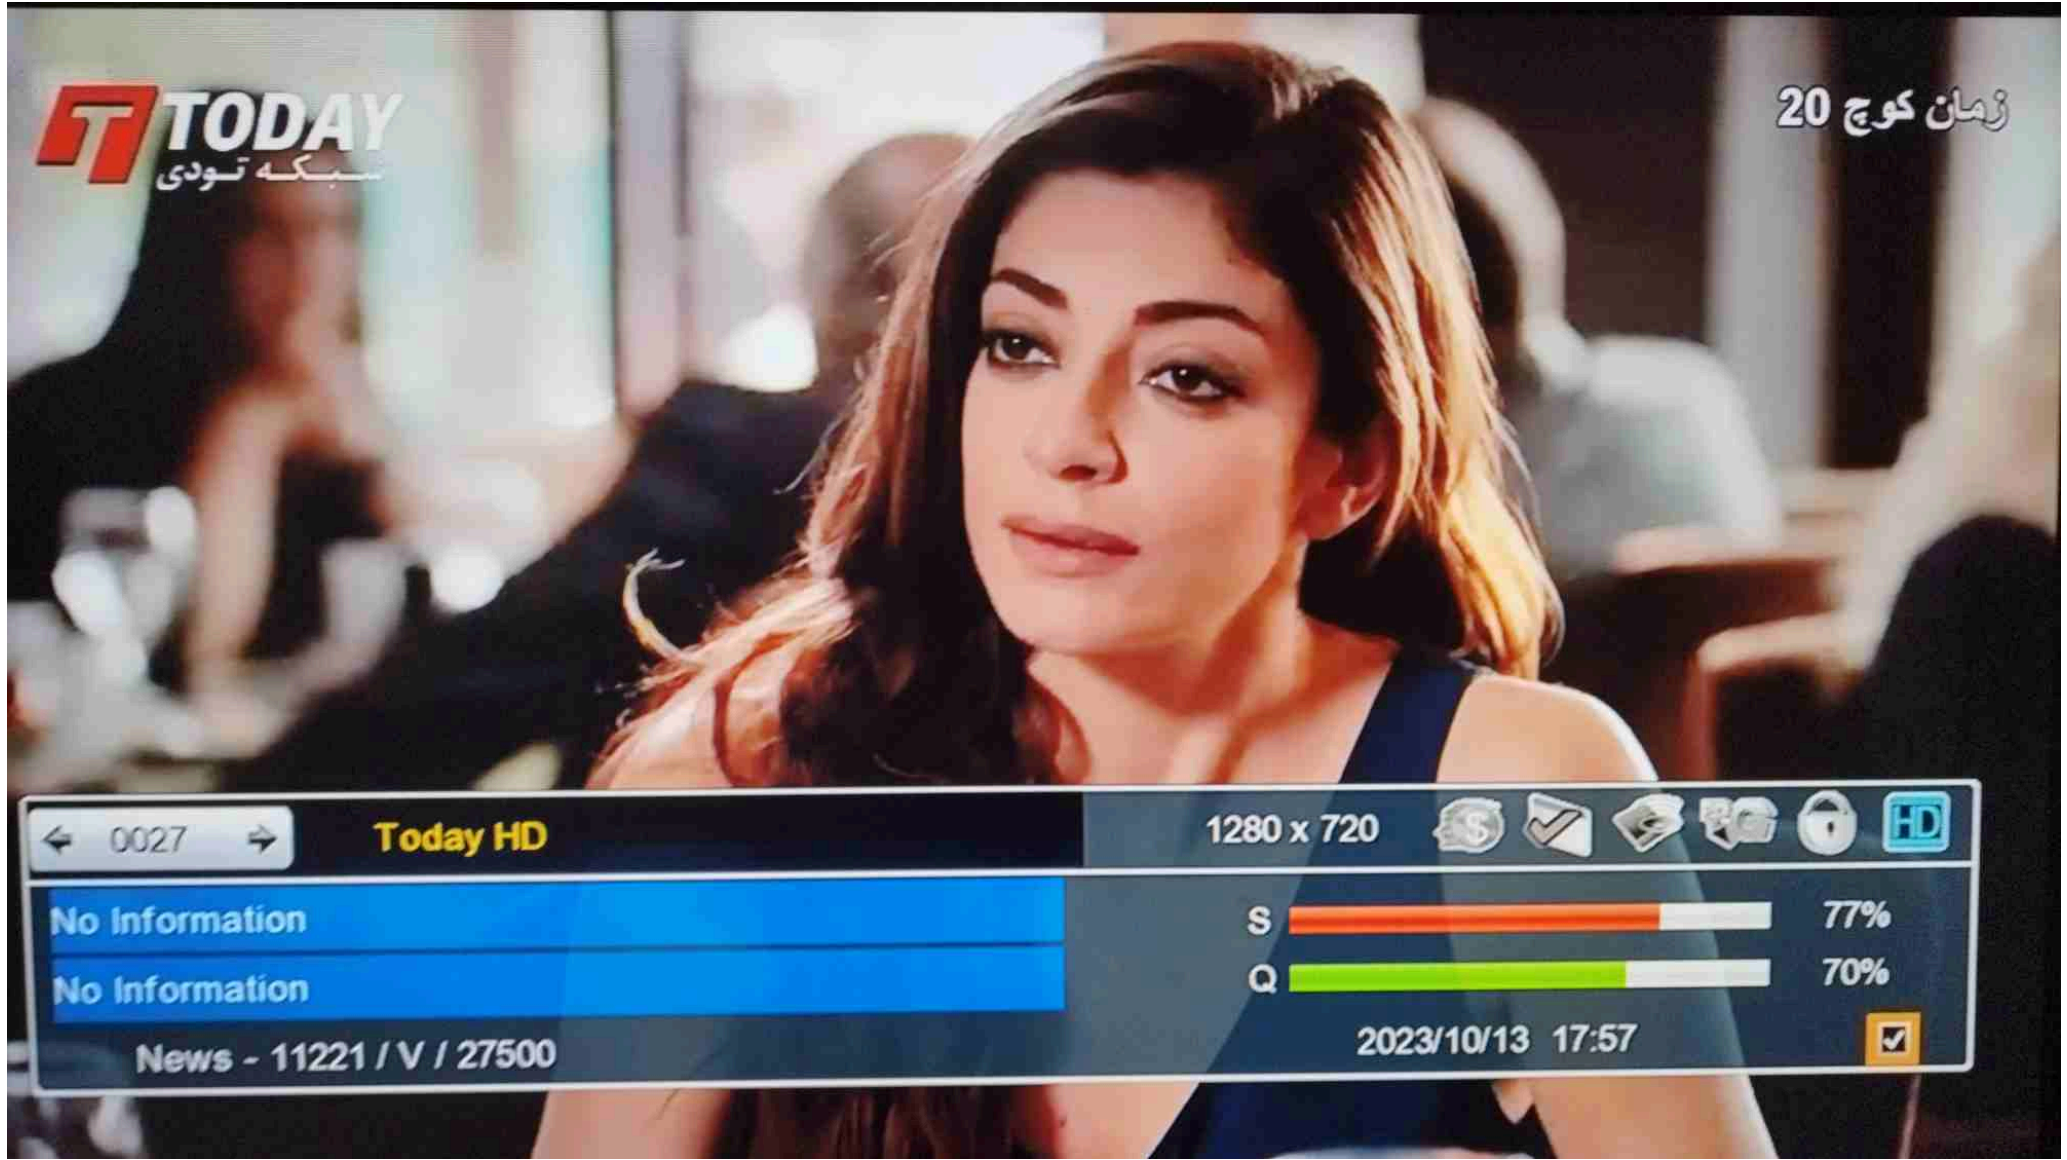 TODAY
شبکه تودی
زمان کوچ 20
0027
Today HD
1280 x 720
HD
No Information
S 77%
No Information
Q 70%
News - 11221 / V / 27500
2023/10/13 17:57